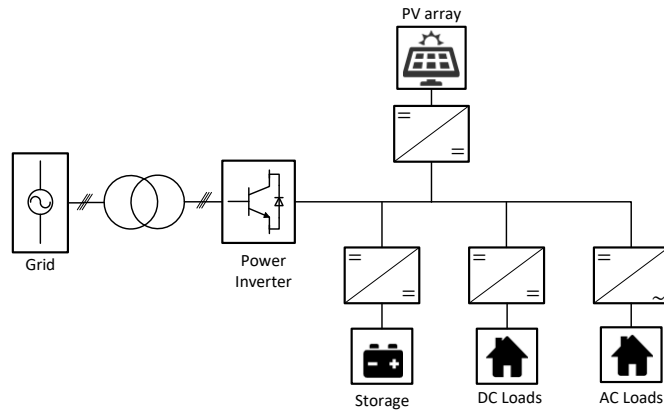 PV array
Grid
Power
Inverter
Storage
DC Loads
AC Loads